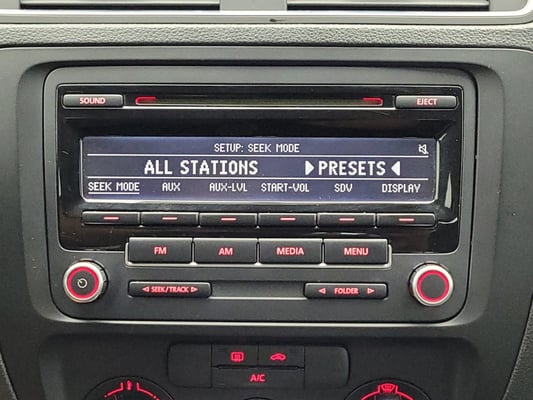 SOUND EJECT
SETUP: SEEK MODE
ALL STATIONS PRESETS
SEEK MODE AUX AUX-LVL START-VOL SDV DISPLAY
FM AM MEDIA MENU
SEEK/TRACK FOLDER
A/C